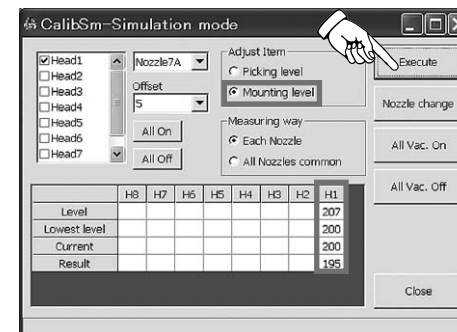 CalibSm-Simulation mode
Head1
Head2
Head3
Head4
Head5
Head6
Head7
Nozzle7A
Offset
5
All On
All Off
Adjust Item
Picking level
Mounting level
Measuring way
Each Nozzle
All Nozzles common
Execute
Nozzle change
All Vac. On
All Vac. Off
Close
H8 H7 H6 H5 H4 H3 H2 H1
Level 207
Lowest level 200
Current 200
Result 195